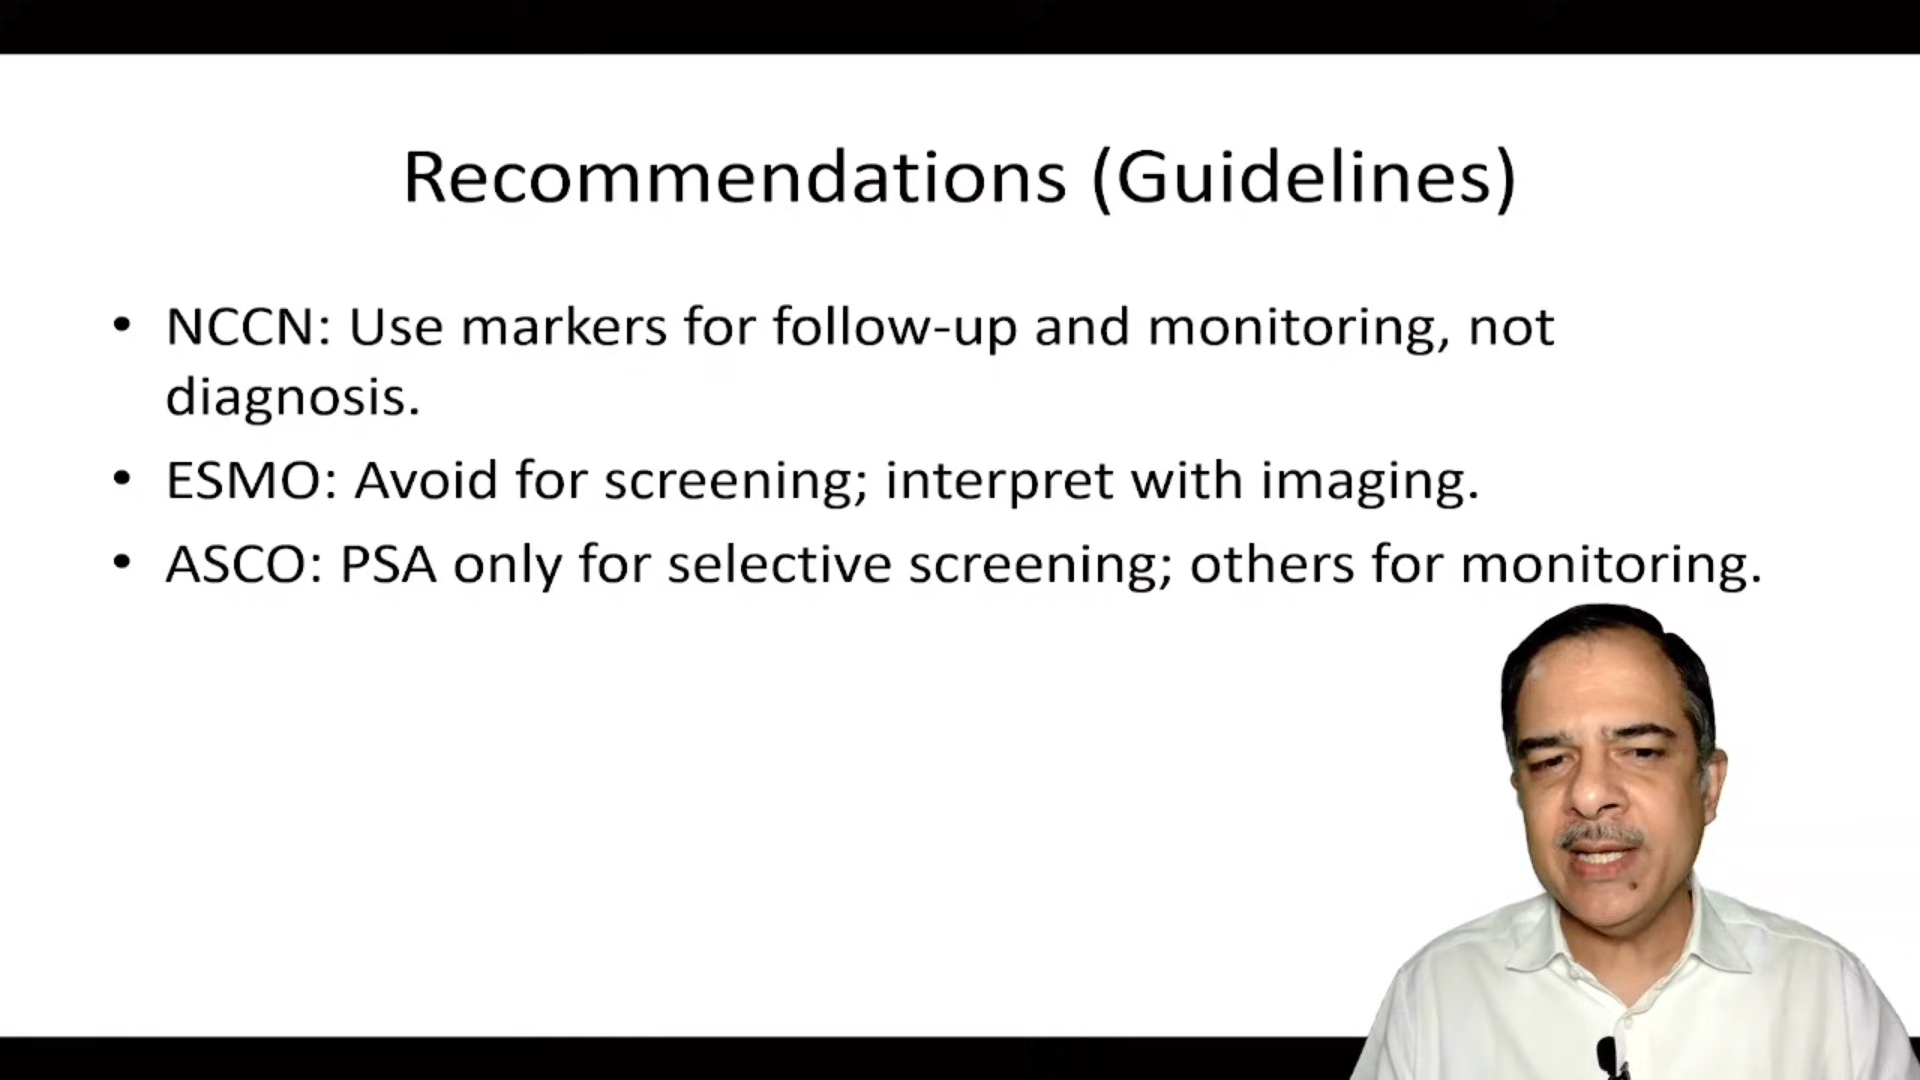 Recommendations (Guidelines)
• NCCN: Use markers for follow-up and monitoring, not
diagnosis.
• ESMO: Avoid for screening; interpret with imaging.
• ASCO: PSA only for selective screening; others for monitoring.